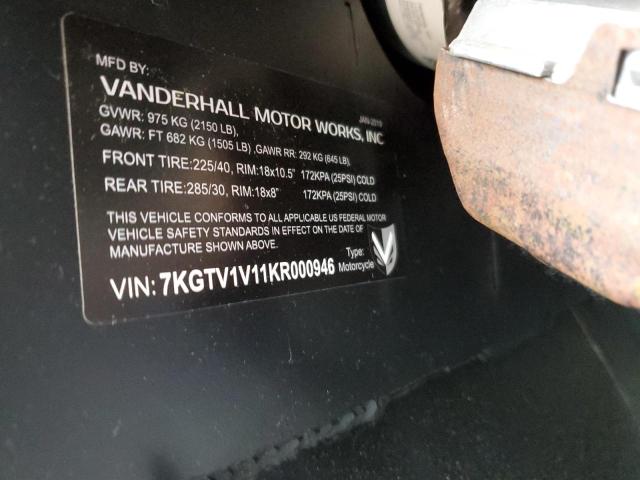 MFD BY:
VANDERHALL MOTOR WORKS, INC
JAN-2019
GVWR: 975 KG (2150 LB),
GAWR: FT 682 KG (1505 LB) ,GAWR RR: 292 KG (645 LB),
FRONT TIRE:225/40, RIM:18x10.5" 172KPA (25PSI) COLD
REAR TIRE:285/30, RIM:18x8" 172KPA (25PSI) COLD
THIS VEHICLE CONFORMS TO ALL APPLICABLE US FEDERAL MOTOR
VEHICLE SAFETY STANDARDS IN EFFECT ON THE DATE OF
MANUFACTURE SHOWN ABOVE.
VIN: 7KGTV1V11KR000946
Type:
Motorcycle